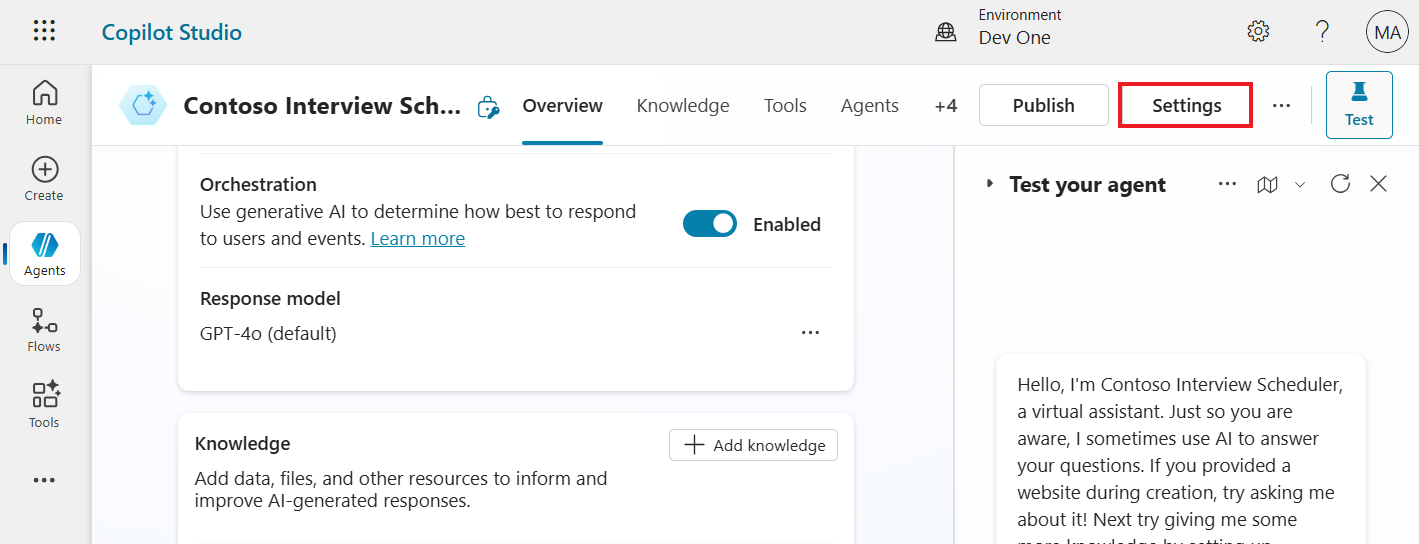 Copilot Studio
Environment
Dev One
?
MA
Home
Create
Agents
Flows
Tools
Contoso Interview Sch...
Overview
Knowledge
Tools
Agents
+4
Publish
Settings
Test
Orchestration
Use generative AI to determine how best to respond
to users and events. Learn more
Enabled
Response model
GPT-4o (default)
Knowledge
Add data, files, and other resources to inform and
improve AI-generated responses.
Add knowledge
Test your agent
Hello, I'm Contoso Interview Scheduler,
a virtual assistant. Just so you are
aware, I sometimes use AI to answer
your questions. If you provided a
website during creation, try asking me
about it! Next try giving me some
more knowledge by setting up